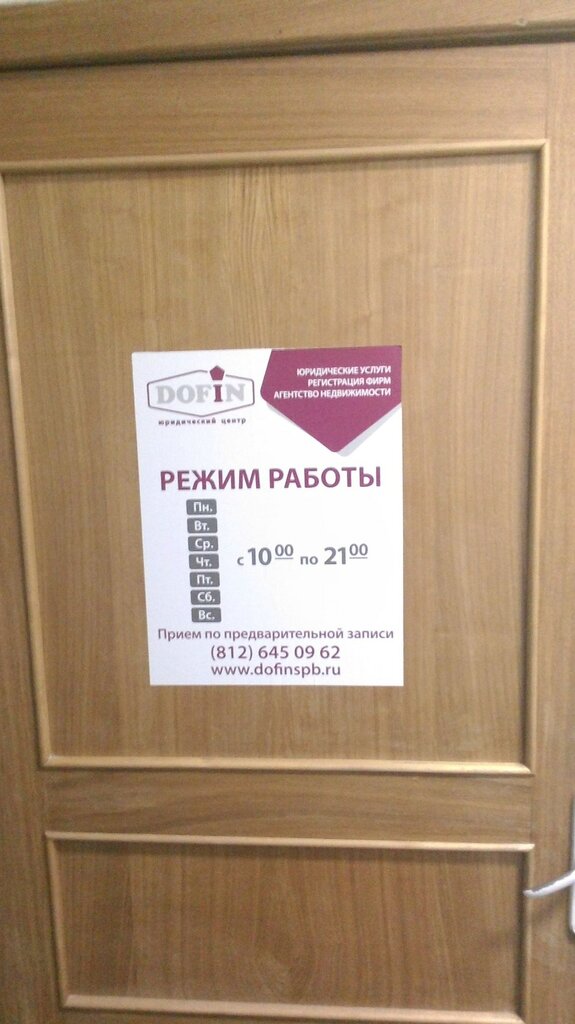 DOFIN
юридический центр
ЮРИДИЧЕСКИЕ УСЛУГИ
РЕГИСТРАЦИЯ ФИРМ
АГЕНТСТВО НЕДВИЖИМОСТИ
РЕЖИМ РАБОТЫ
Пн.
Вт.
Ср.
Чт.
Пт.
Сб.
Вс.
с 10 00 по 21 00
Прием по предварительной записи
(812) 645 09 62
www.dofinspb.ru